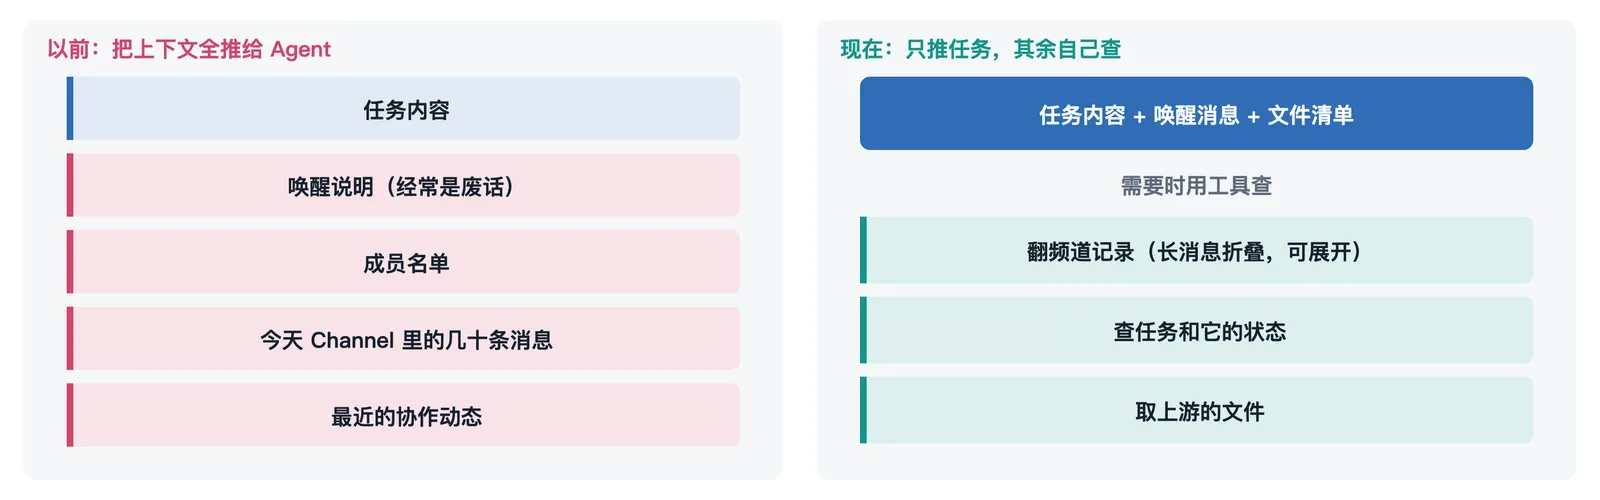 以前：把上下文全推给 Agent
任务内容
唤醒说明（经常是废话）
成员名单
今天 Channel 里的几十条消息
最近的协作动态
现在：只推任务，其余自己查
任务内容 + 唤醒消息 + 文件清单
需要时用工具查
翻频道记录（长消息折叠，可展开）
查任务和它的状态
取上游的文件